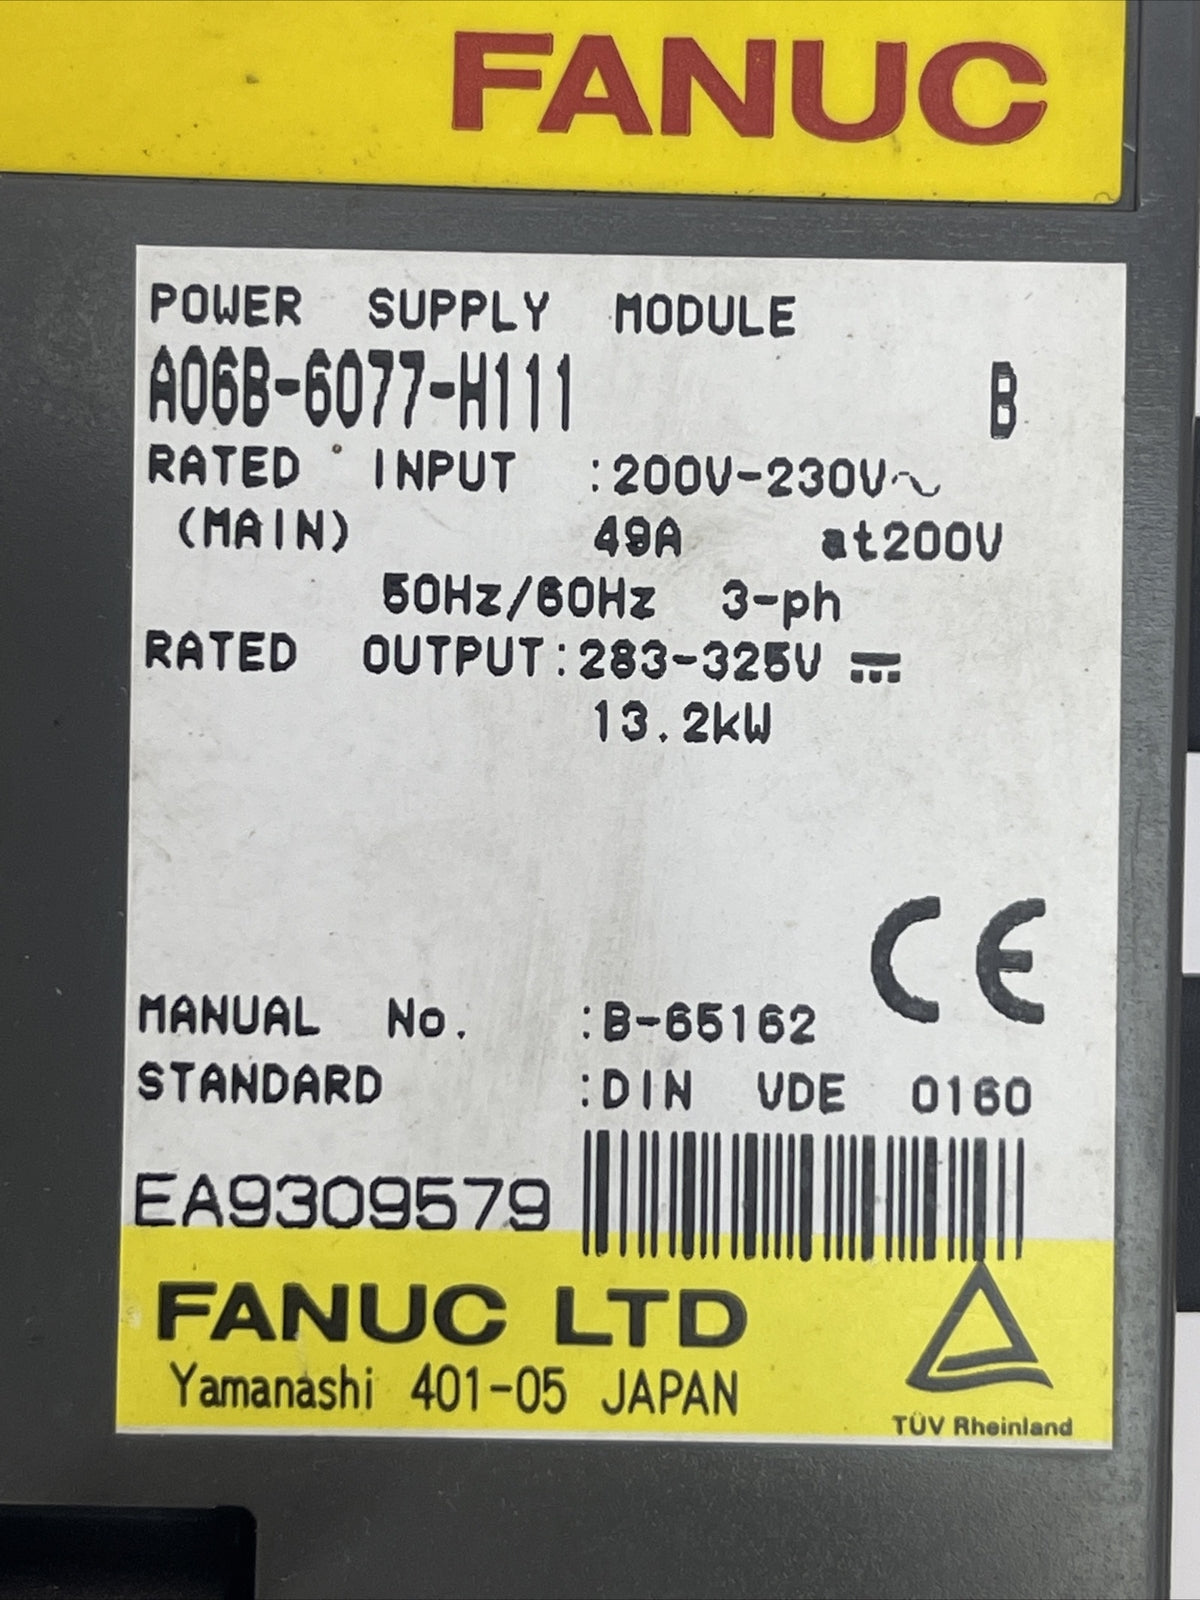 FANUC
POWER SUPPLY MODULE
A06B-6077-H111 B
RATED INPUT :200V-230V~
(MAIN) 49A at200V
50Hz/60Hz 3-ph
RATED OUTPUT:283-325V ⎓
13.2kW
CE
MANUAL No. :B-65162
STANDARD :DIN VDE 0160
EA9309579
FANUC LTD
Yamanashi 401-05 JAPAN
TÜV Rheinland